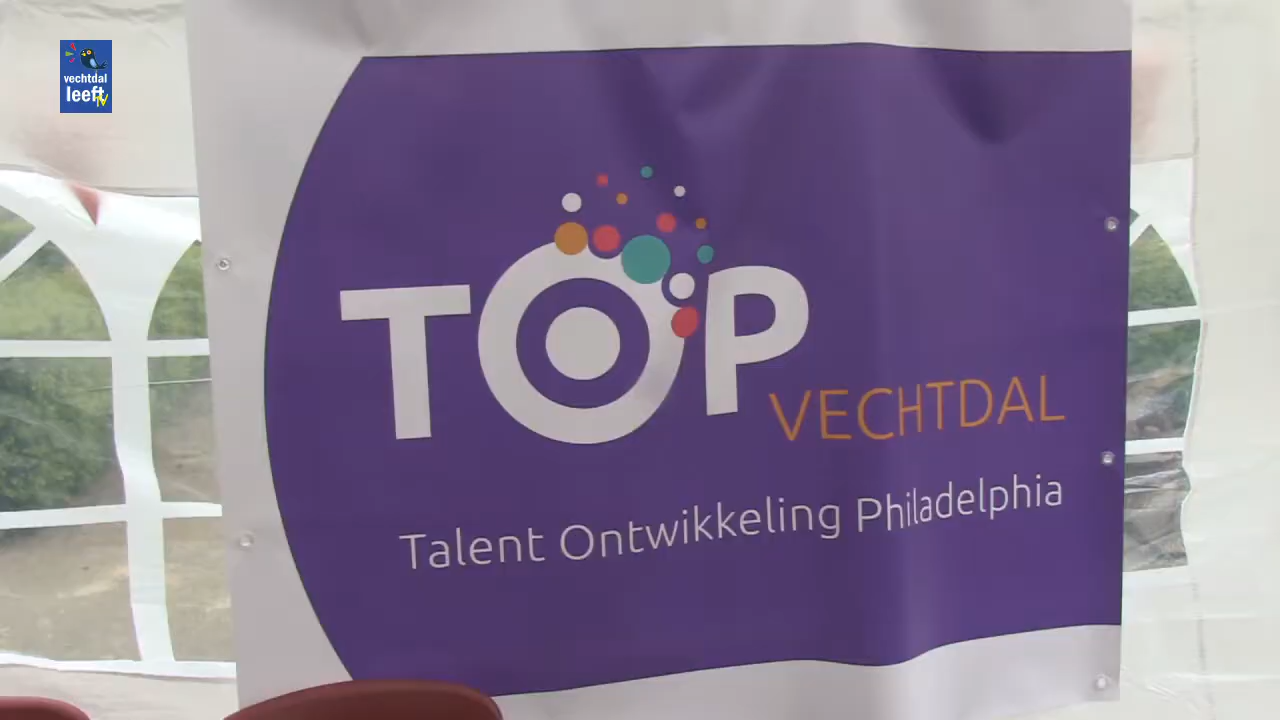 vechtdal
leeft
TV
TOP
VECHTDAL
Talent Ontwikkeling Philadelphia